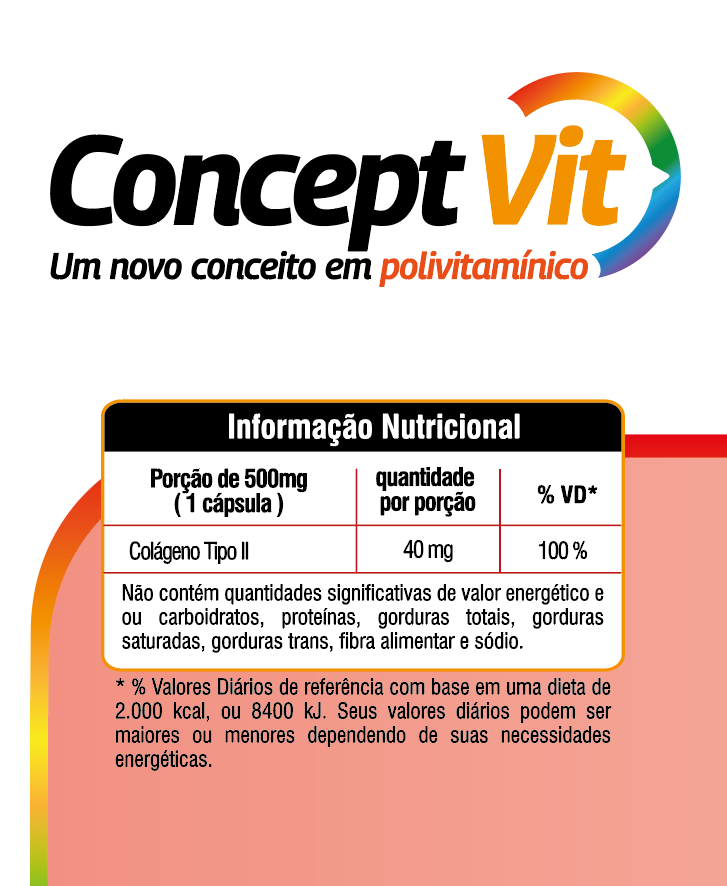 Concept Vit
Um novo conceito em polivitamínico
Informação Nutricional
Porção de 500mg
( 1 cápsula )
quantidade
por porção
% VD*
Colágeno Tipo II
40 mg
100 %
Não contém quantidades significativas de valor energético e
ou carboidratos, proteínas, gorduras totais, gorduras
saturadas, gorduras trans, fibra alimentar e sódio.
* % Valores Diários de referência com base em uma dieta de
2.000 kcal, ou 8400 kJ. Seus valores diários podem ser
maiores ou menores dependendo de suas necessidades
energéticas.